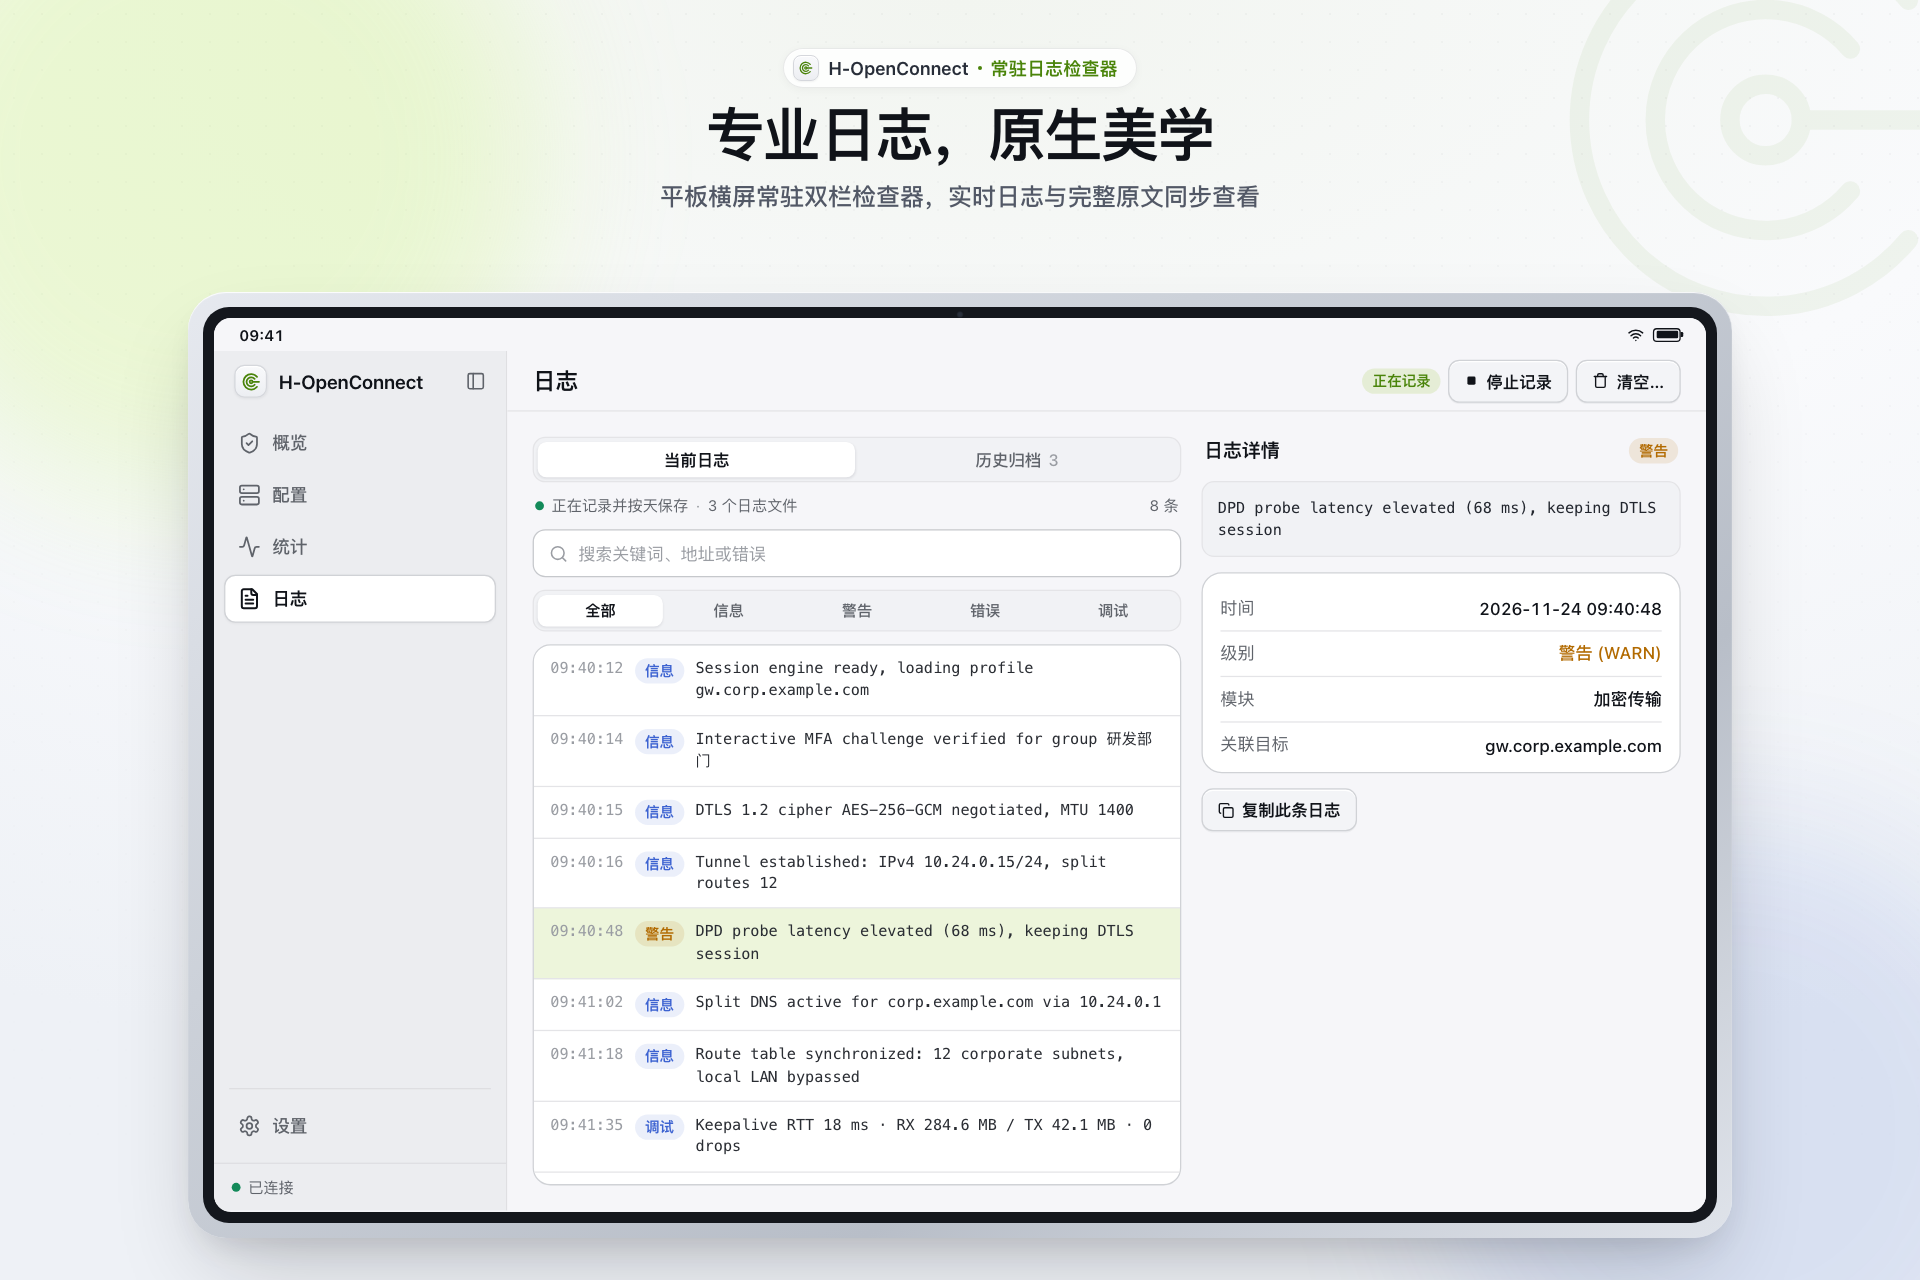 H-OpenConnect • 常驻日志检查器
专业日志，原生美学
平板横屏常驻双栏检查器，实时日志与完整原文同步查看
09:41
H-OpenConnect
概览
配置
统计
日志
设置
已连接
日志
正在记录
停止记录
清空...
当前日志
历史归档 3
正在记录并按天保存 · 3 个日志文件
8 条
搜索关键词、地址或错误
全部
信息
警告
错误
调试
09:40:12 信息 Session engine ready, loading profile
gw.corp.example.com
09:40:14 信息 Interactive MFA challenge verified for group 研发部
门
09:40:15 信息 DTLS 1.2 cipher AES-256-GCM negotiated, MTU 1400
09:40:16 信息 Tunnel established: IPv4 10.24.0.15/24, split
routes 12
09:40:48 警告 DPD probe latency elevated (68 ms), keeping DTLS
session
09:41:02 信息 Split DNS active for corp.example.com via 10.24.0.1
09:41:18 信息 Route table synchronized: 12 corporate subnets,
local LAN bypassed
09:41:35 调试 Keepalive RTT 18 ms · RX 284.6 MB / TX 42.1 MB · 0
drops
日志详情
警告
DPD probe latency elevated (68 ms), keeping DTLS
session
时间 2026-11-24 09:40:48
级别 警告 (WARN)
模块 加密传输
关联目标 gw.corp.example.com
复制此条日志